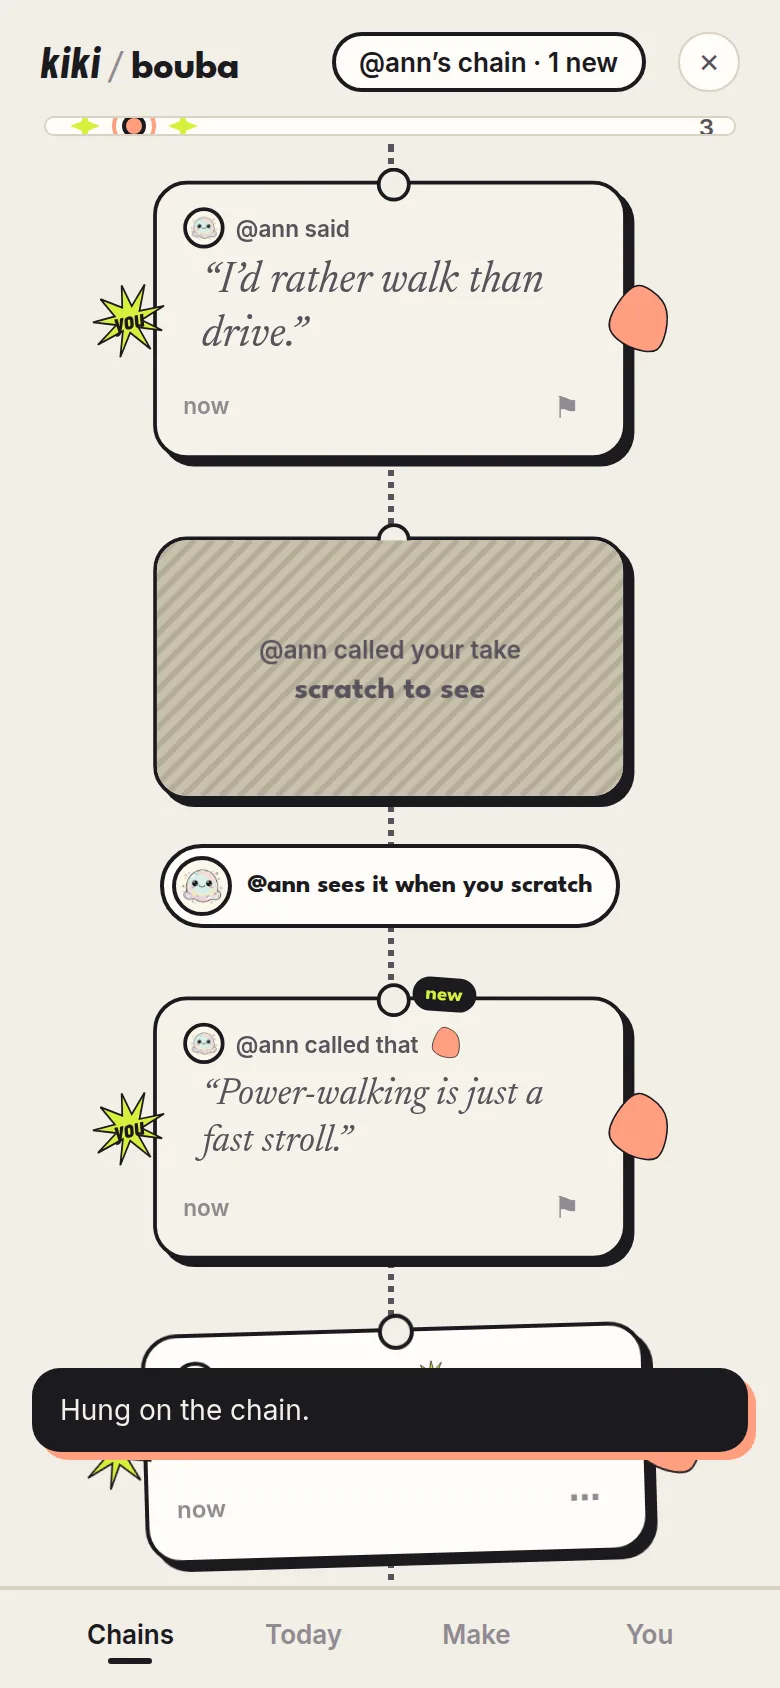 kiki / bouba
@ann’s chain · 1 new
×
3
@ann said
“I’d rather walk than
drive.”
you
now
@ann called your take
scratch to see
@ann sees it when you scratch
new
@ann called that
“Power-walking is just a
fast stroll.”
you
now
Hung on the chain.
now
...
Chains
Today
Make
You